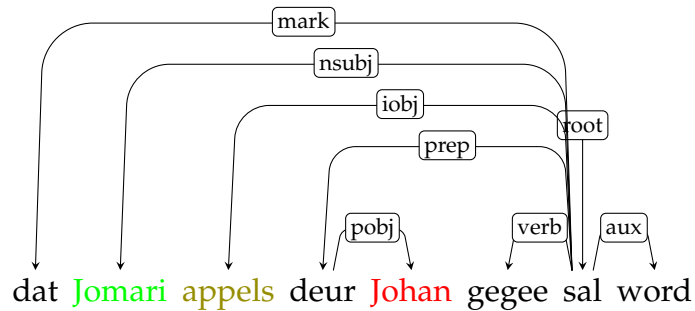 mark
nsubj
iobj
root
prep
pobj verb aux
dat Jomari appels deur Johan gegee sal word